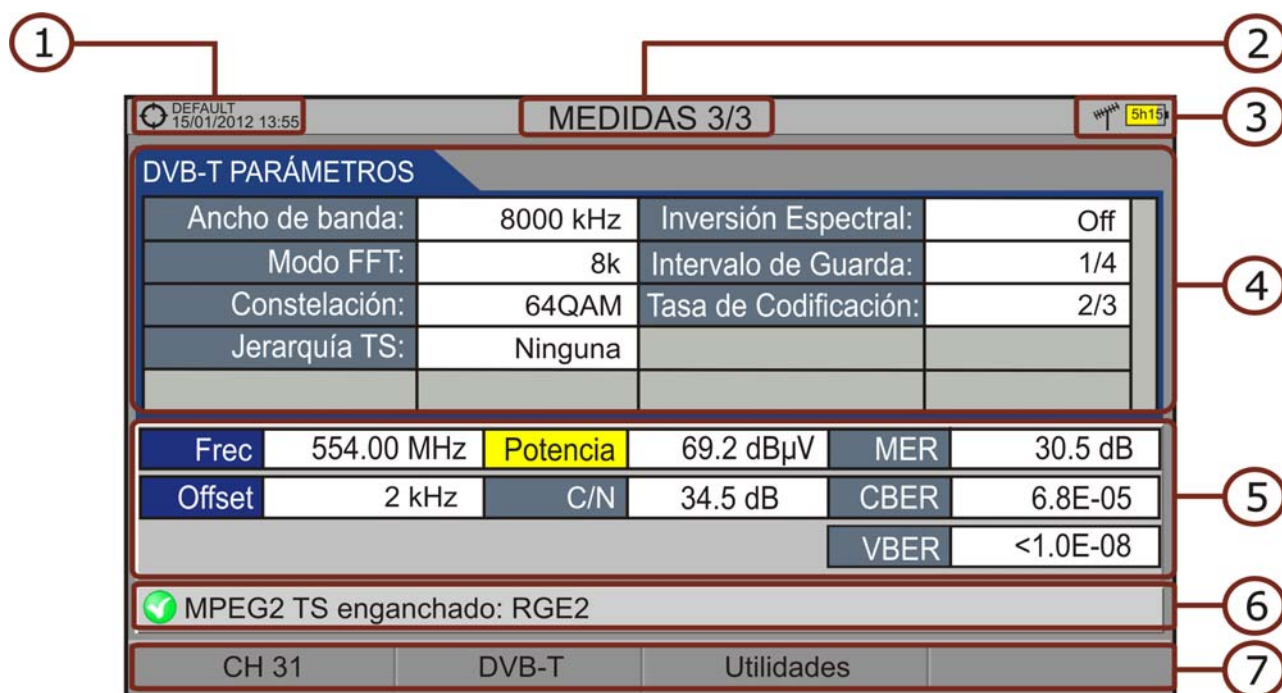 1
2
DEFAULT
15/01/2012 13:55
MEDIDAS 3/3
5h15
3
DVB-T PARÁMETROS
Ancho de banda: 8000 kHz Inversión Espectral: Off
Modo FFT: 8k Intervalo de Guarda: 1/4
4
Constelación: 64QAM Tasa de Codificación: 2/3
Jerarquía TS: Ninguna
Frec 554.00 MHz Potencia 69.2 dBµV MER 30.5 dB
Offset 2 kHz C/N 34.5 dB CBER 6.8E-05
5
VBER <1.0E-08
MPEG2 TS enganchado: RGE2
6
CH 31 DVB-T Utilidades
7